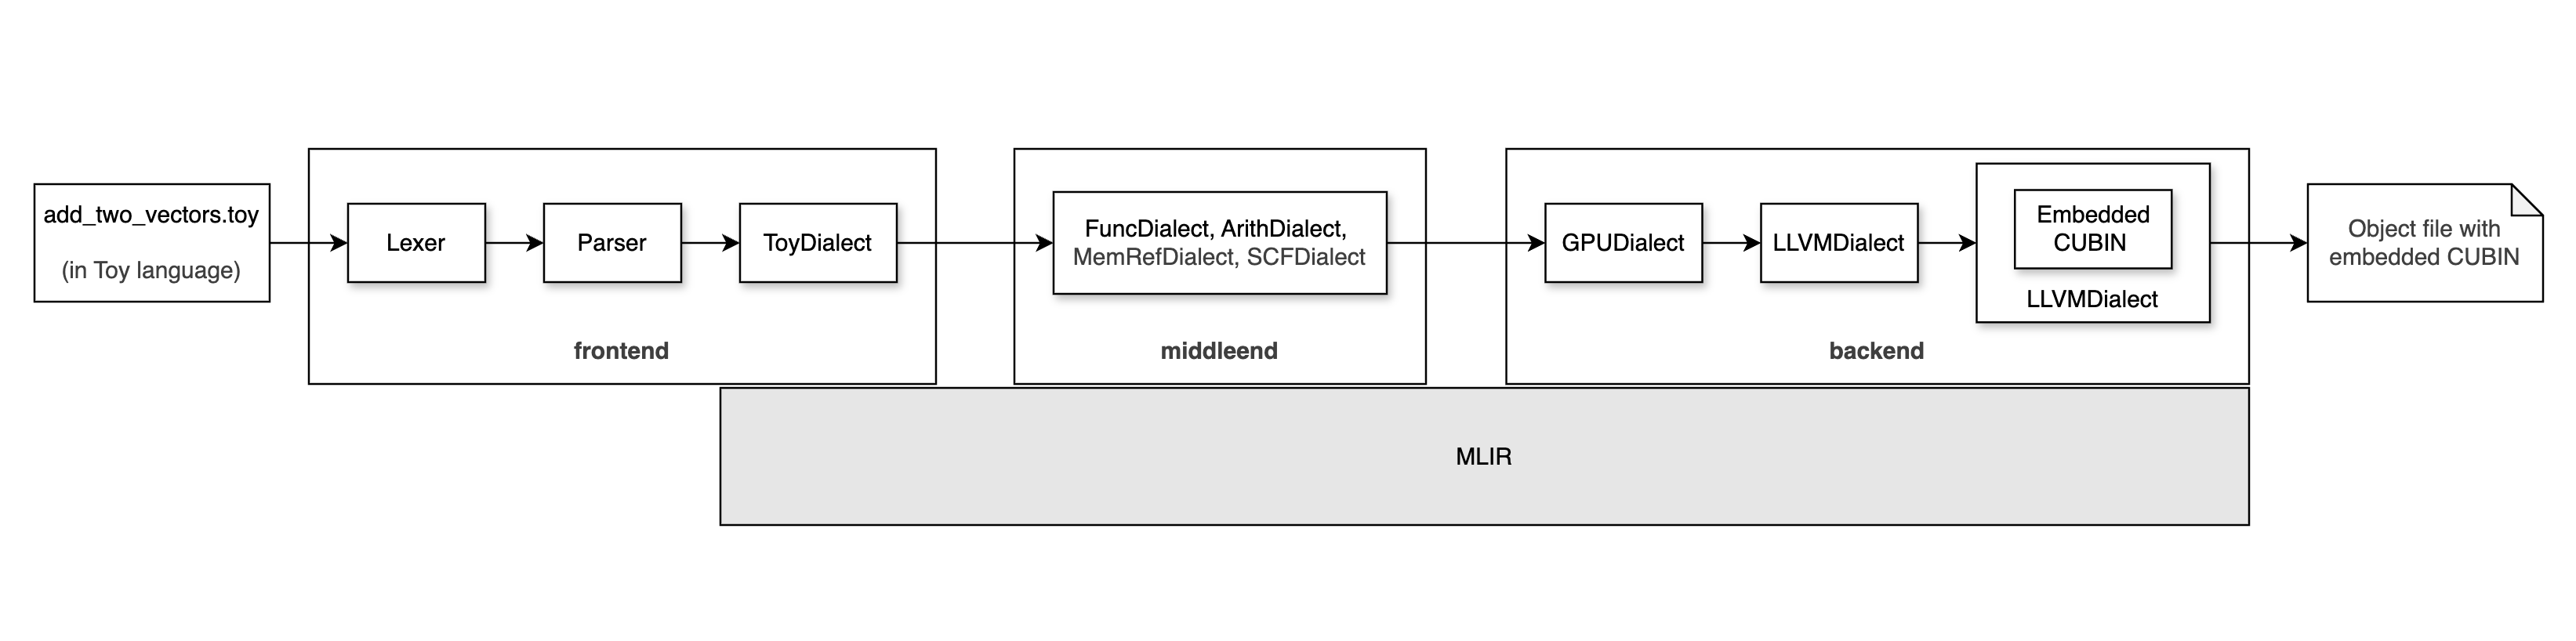 add_two_vectors.toy
(in Toy language)
Lexer
Parser
ToyDialect
frontend
FuncDialect, ArithDialect,
MemRefDialect, SCFDialect
middleend
GPUDialect
LLVMDialect
Embedded
CUBIN
LLVMDialect
backend
Object file with
embedded CUBIN
MLIR